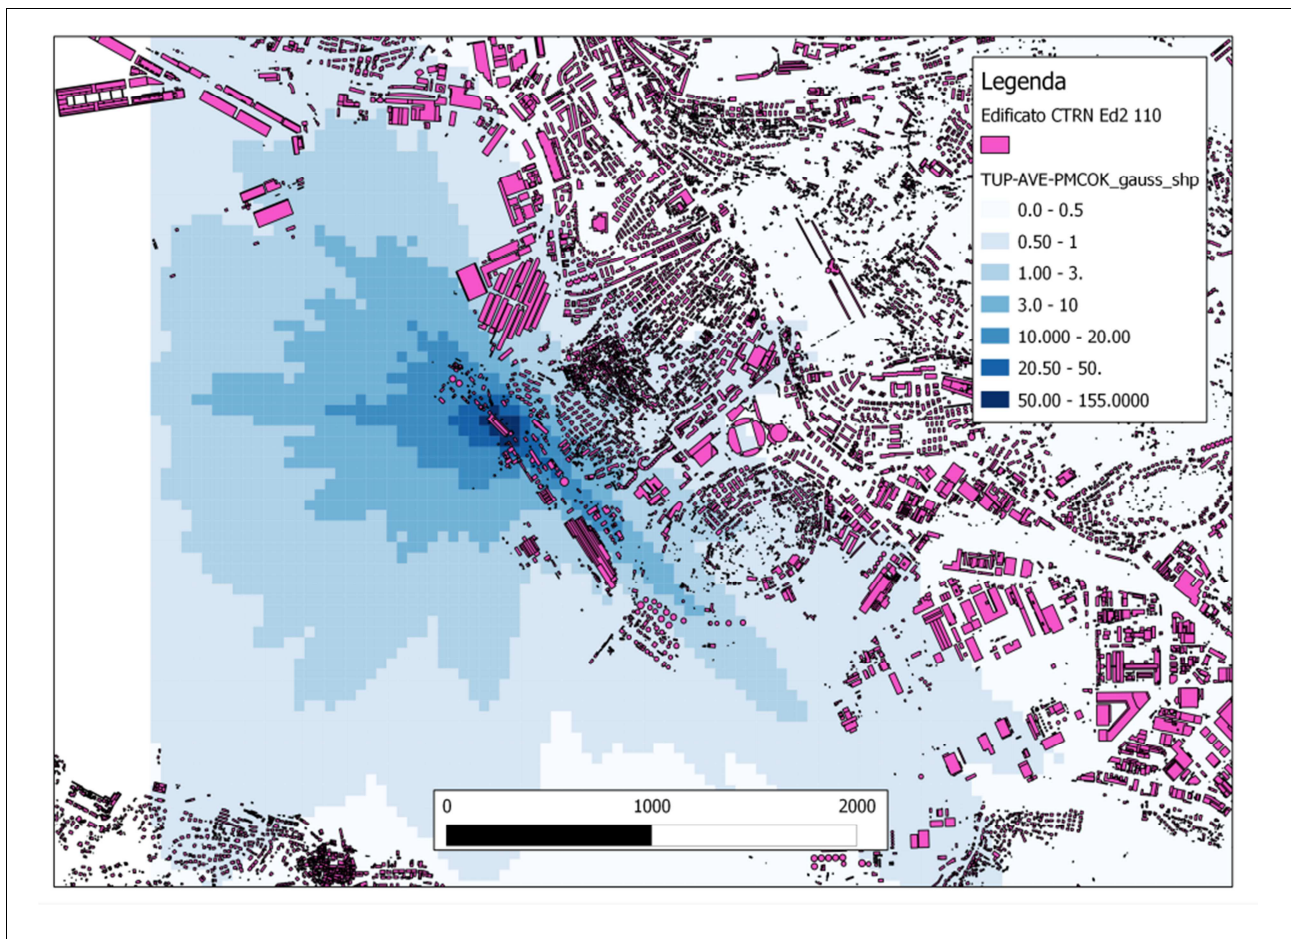 Legenda
Edificato CTRN Ed2 110
TUP-AVE-PMCOK_gauss_shp
0.0 - 0.5
0.50 - 1
1.00 - 3.
3.0 - 10
10.000 - 20.00
20.50 - 50.
50.00 - 155.0000
0 1000 2000